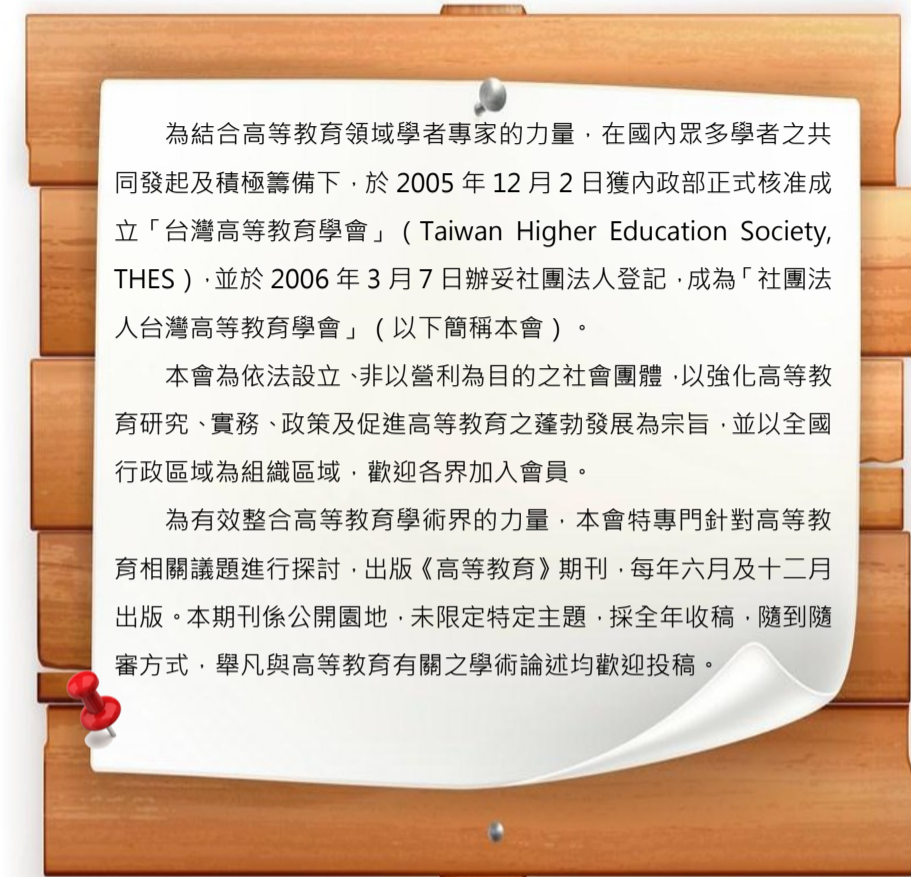 為結合高等教育領域學者專家的力量，在國內眾多學者之共
同發起及積極籌備下，於 2005 年 12 月 2 日獲內政部正式核准成
立「台灣高等教育學會」（Taiwan Higher Education Society,
THES），並於 2006 年 3 月 7 日辦妥社團法人登記，成為「社團法
人台灣高等教育學會」（以下簡稱本會）。
本會為依法設立、非以營利為目的之社會團體，以強化高等教
育研究、實務、政策及促進高等教育之蓬勃發展為宗旨，並以全國
行政區域為組織區域，歡迎各界加入會員。
為有效整合高等教育學術界的力量，本會特專門針對高等教
育相關議題進行探討，出版《高等教育》期刊，每年六月及十二月
出版。本期刊係公開園地，未限定特定主題，採全年收稿，隨到隨
審方式，舉凡與高等教育有關之學術論述均歡迎投稿。